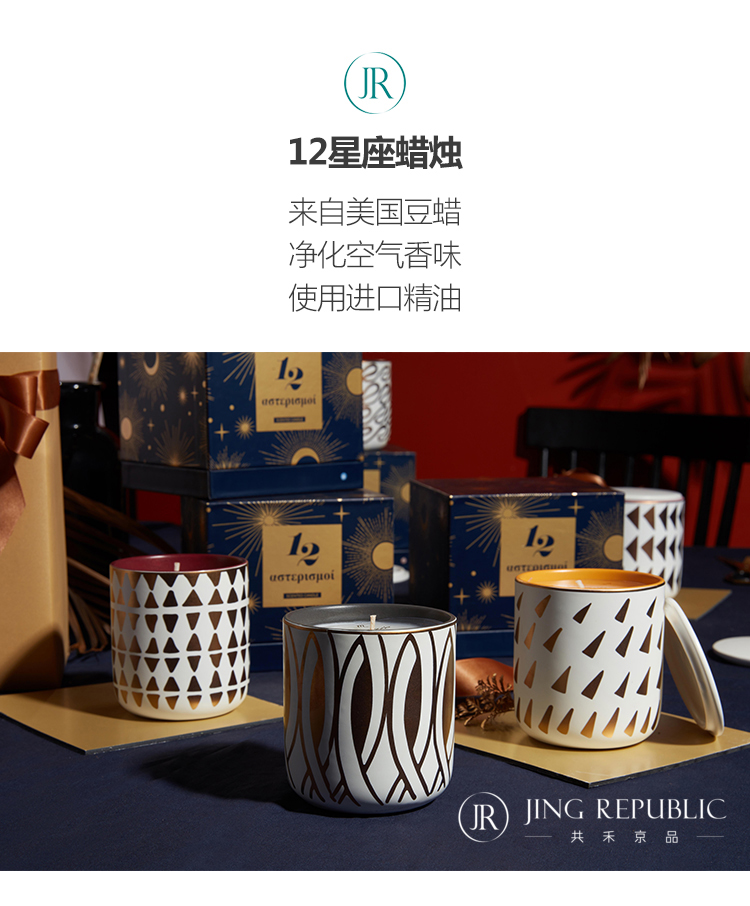 JR
12星座蜡烛
来自美国豆蜡
净化空气香味
使用进口精油
12
αστερισμοί
12
αστερισμοί
12
αστερισμοί
JR
JING REPUBLIC
共禾京品